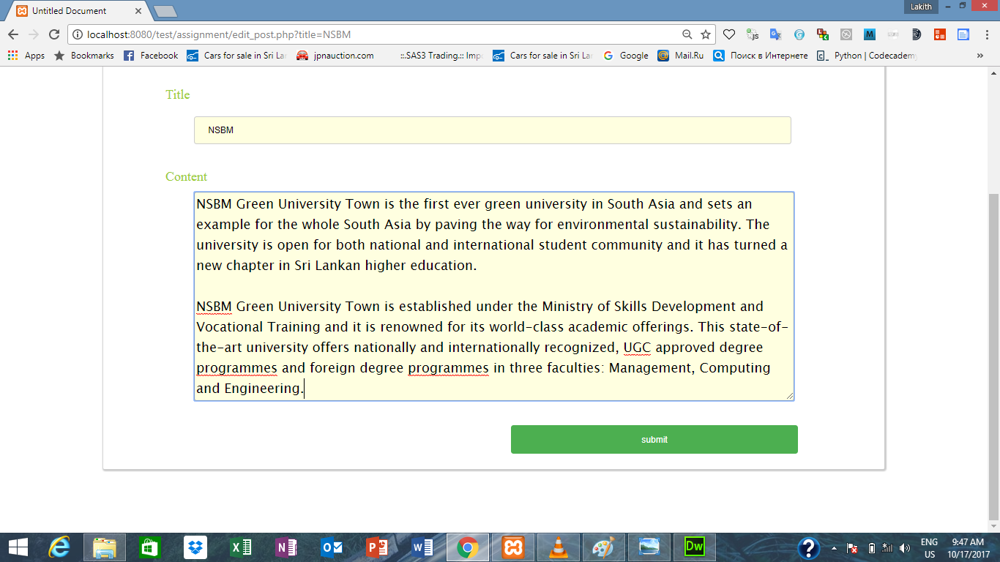 Untitled Document
Lakith
localhost:8080/test/assignment/edit_post.php?title=NSBM
Apps Bookmarks Facebook Cars for sale in Sri La jpnauction.com ::.SAS3 Trading.:: Imp Cars for sale in Sri La Google Mail.Ru Поиск в Интернете Python | Codecademy »
Title
NSBM
Content
NSBM Green University Town is the first ever green university in South Asia and sets an
example for the whole South Asia by paving the way for environmental sustainability. The
university is open for both national and international student community and it has turned a
new chapter in Sri Lankan higher education.
NSBM Green University Town is established under the Ministry of Skills Development and
Vocational Training and it is renowned for its world-class academic offerings. This state-of-
the-art university offers nationally and internationally recognized, UGC approved degree
programmes and foreign degree programmes in three faculties: Management, Computing
and Engineering.
submit
ENG 9:47 AM
US 10/17/2017